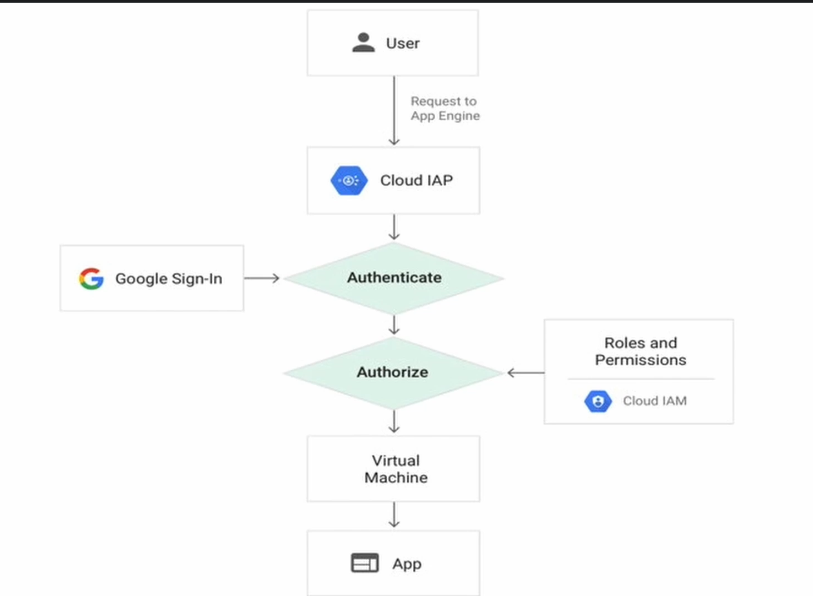 User
Request to
App Engine
Cloud IAP
Google Sign-In
Authenticate
Authorize
Roles and
Permissions
Cloud IAM
Virtual
Machine
App